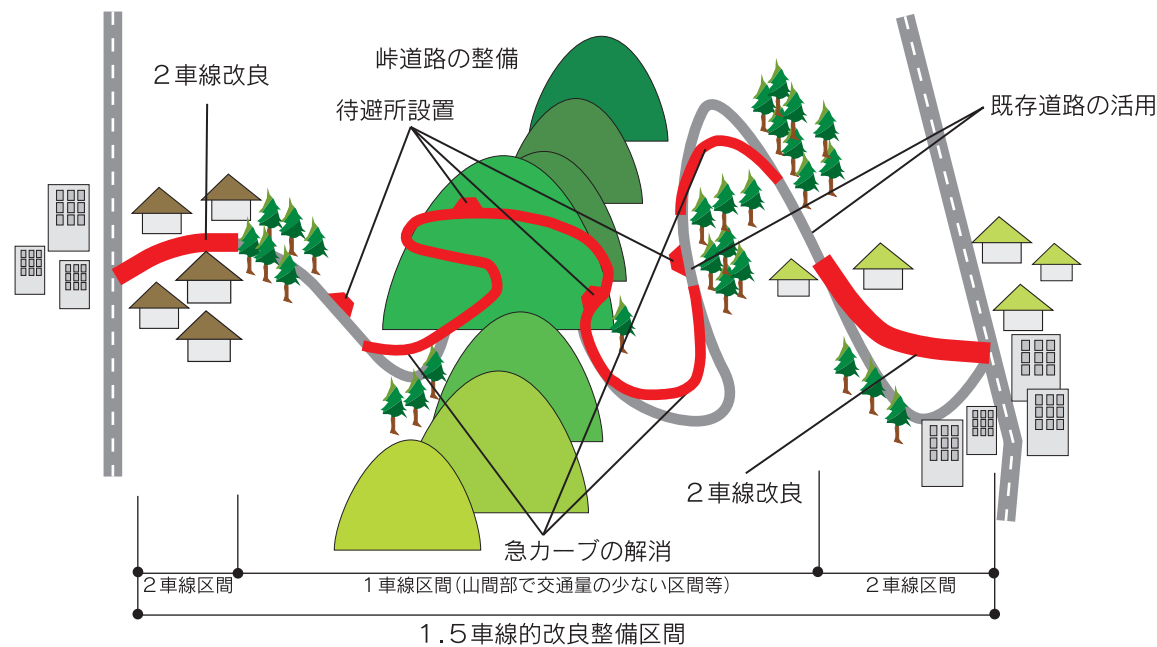 峠道路の整備
2車線改良
待避所設置
既存道路の活用
2車線改良
急カーブの解消
2車線区間
1車線区間(山間部で交通量の少ない区間等)
2車線区間
1.5車線的改良整備区間